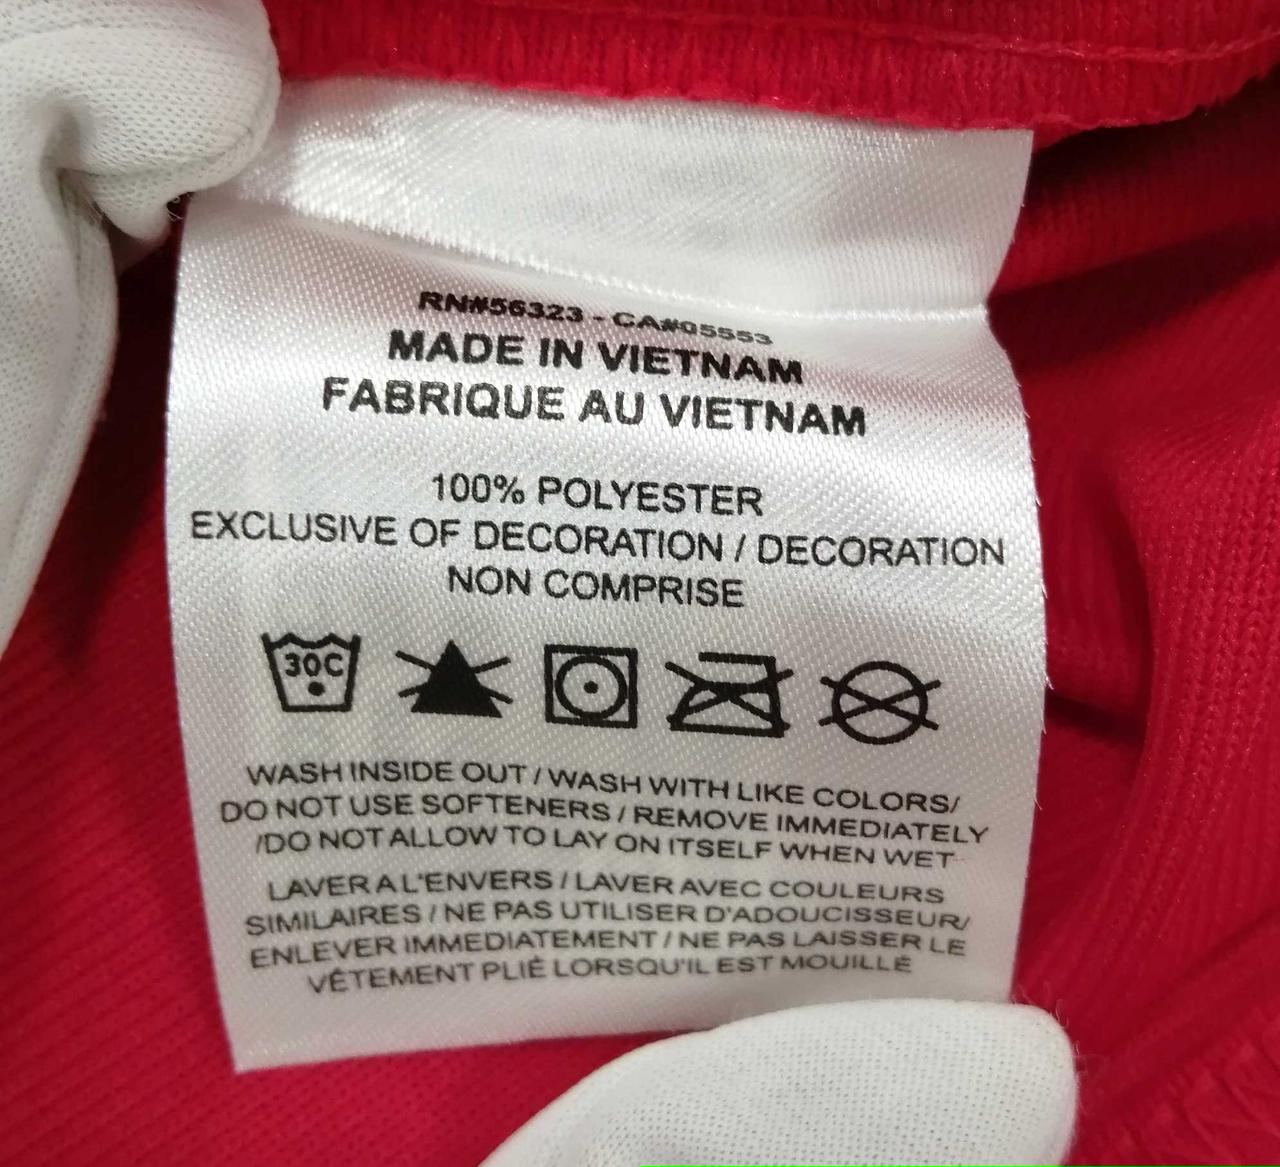 RN#56323 - CA#05553
MADE IN VIETNAM
FABRIQUE AU VIETNAM
100% POLYESTER
EXCLUSIVE OF DECORATION / DECORATION
NON COMPRISE
30C
WASH INSIDE OUT / WASH WITH LIKE COLORS/
DO NOT USE SOFTENERS / REMOVE IMMEDIATELY
/DO NOT ALLOW TO LAY ON ITSELF WHEN WET
LAVER A L'ENVERS / LAVER AVEC COULEURS
SIMILAIRES / NE PAS UTILISER D'ADOUCISSEUR/
ENLEVER IMMEDIATEMENT / NE PAS LAISSER LE
VÊTEMENT PLIÉ LORSQU'IL EST MOUILLÉ